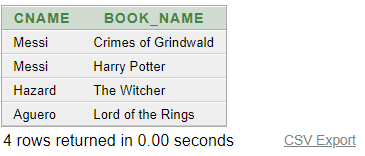 CNAME BOOK_NAME
Messi Crimes of Grindwald
Messi Harry Potter
Hazard The Witcher
Aguero Lord of the Rings
4 rows returned in 0.00 seconds CSV Export